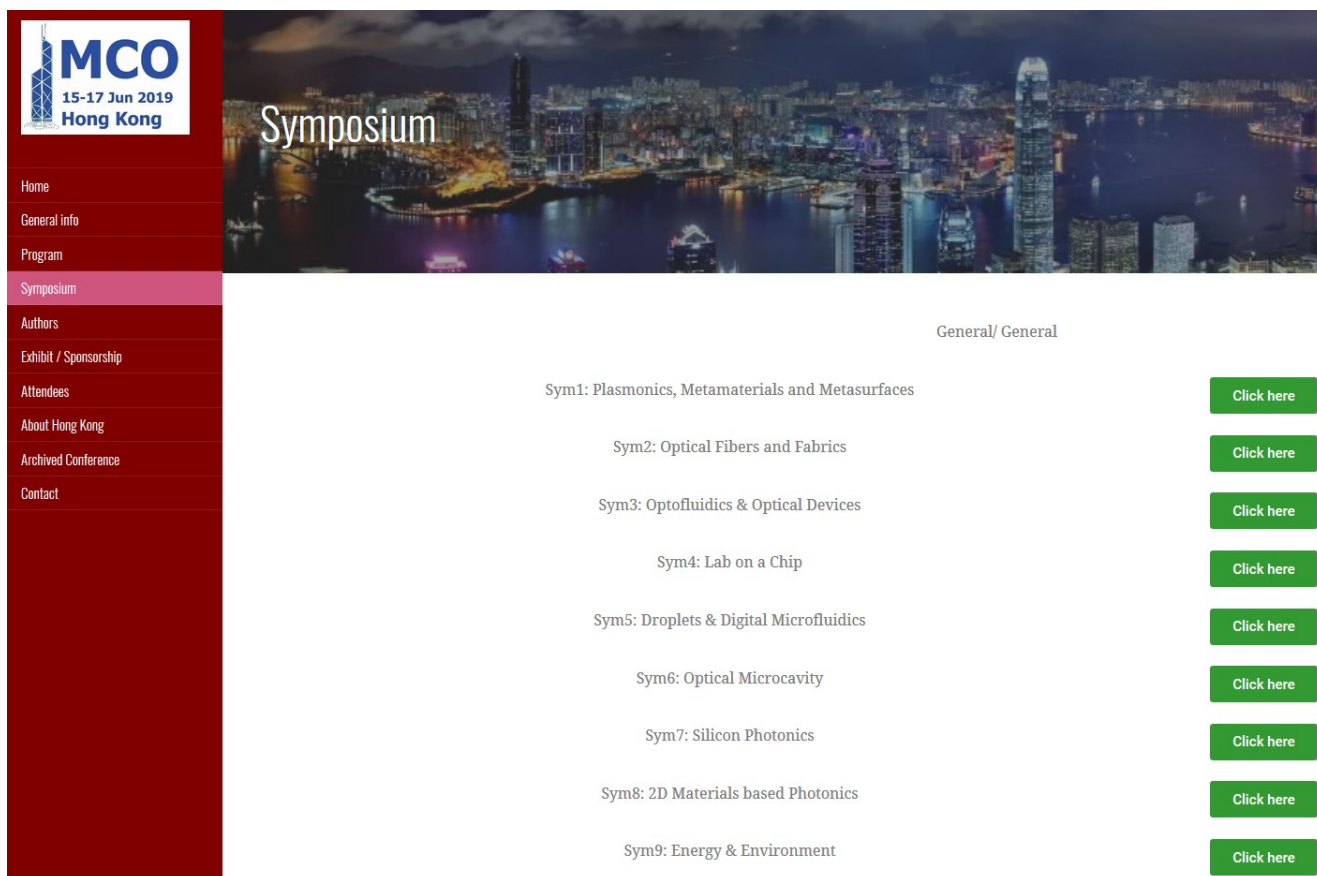 MCO
15-17 Jun 2019
Hong Kong
Home
General info
Program
Symposium
Authors
Exhibit / Sponsorship
Attendees
About Hong Kong
Archived Conference
Contact
Symposium
General/ General
Sym1: Plasmonics, Metamaterials and Metasurfaces Click here
Sym2: Optical Fibers and Fabrics Click here
Sym3: Optofluidics & Optical Devices Click here
Sym4: Lab on a Chip Click here
Sym5: Droplets & Digital Microfluidics Click here
Sym6: Optical Microcavity Click here
Sym7: Silicon Photonics Click here
Sym8: 2D Materials based Photonics Click here
Sym9: Energy & Environment Click here